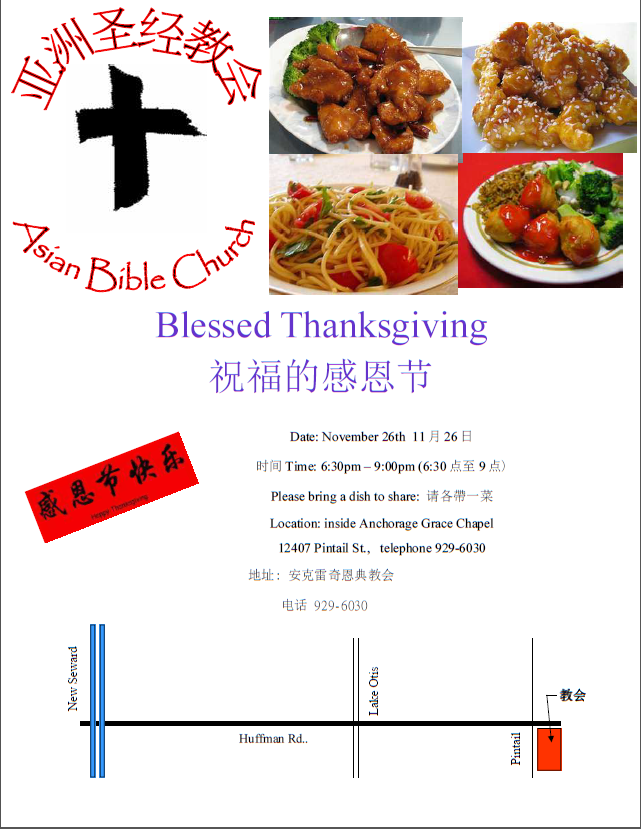 亚洲圣经教会
Asian Bible Church
Blessed Thanksgiving
祝福的感恩节
感恩节快乐
Happy Thanksgiving
Date: November 26th 11月26日
时间 Time: 6:30pm – 9:00pm (6:30点至9点)
Please bring a dish to share: 请各带一菜
Location: inside Anchorage Grace Chapel
12407 Pintail St., telephone 929-6030
地址: 安克雷奇恩典教会
电话 929-6030
New Seward
Lake Otis
教会
Huffman Rd..
Pintail